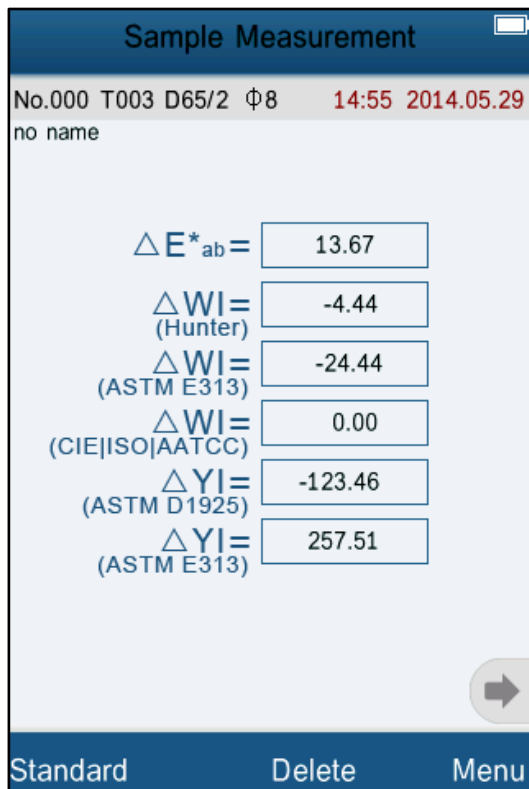 Sample Measurement
No.000 T003 D65/2 Φ8 14:55 2014.05.29
no name
△E*ab= 13.67
△WI= -4.44
(Hunter)
△WI= -24.44
(ASTM E313)
△WI= 0.00
(CIE|ISO|AATCC)
△YI= -123.46
(ASTM D1925)
△YI= 257.51
(ASTM E313)
Standard Delete Menu